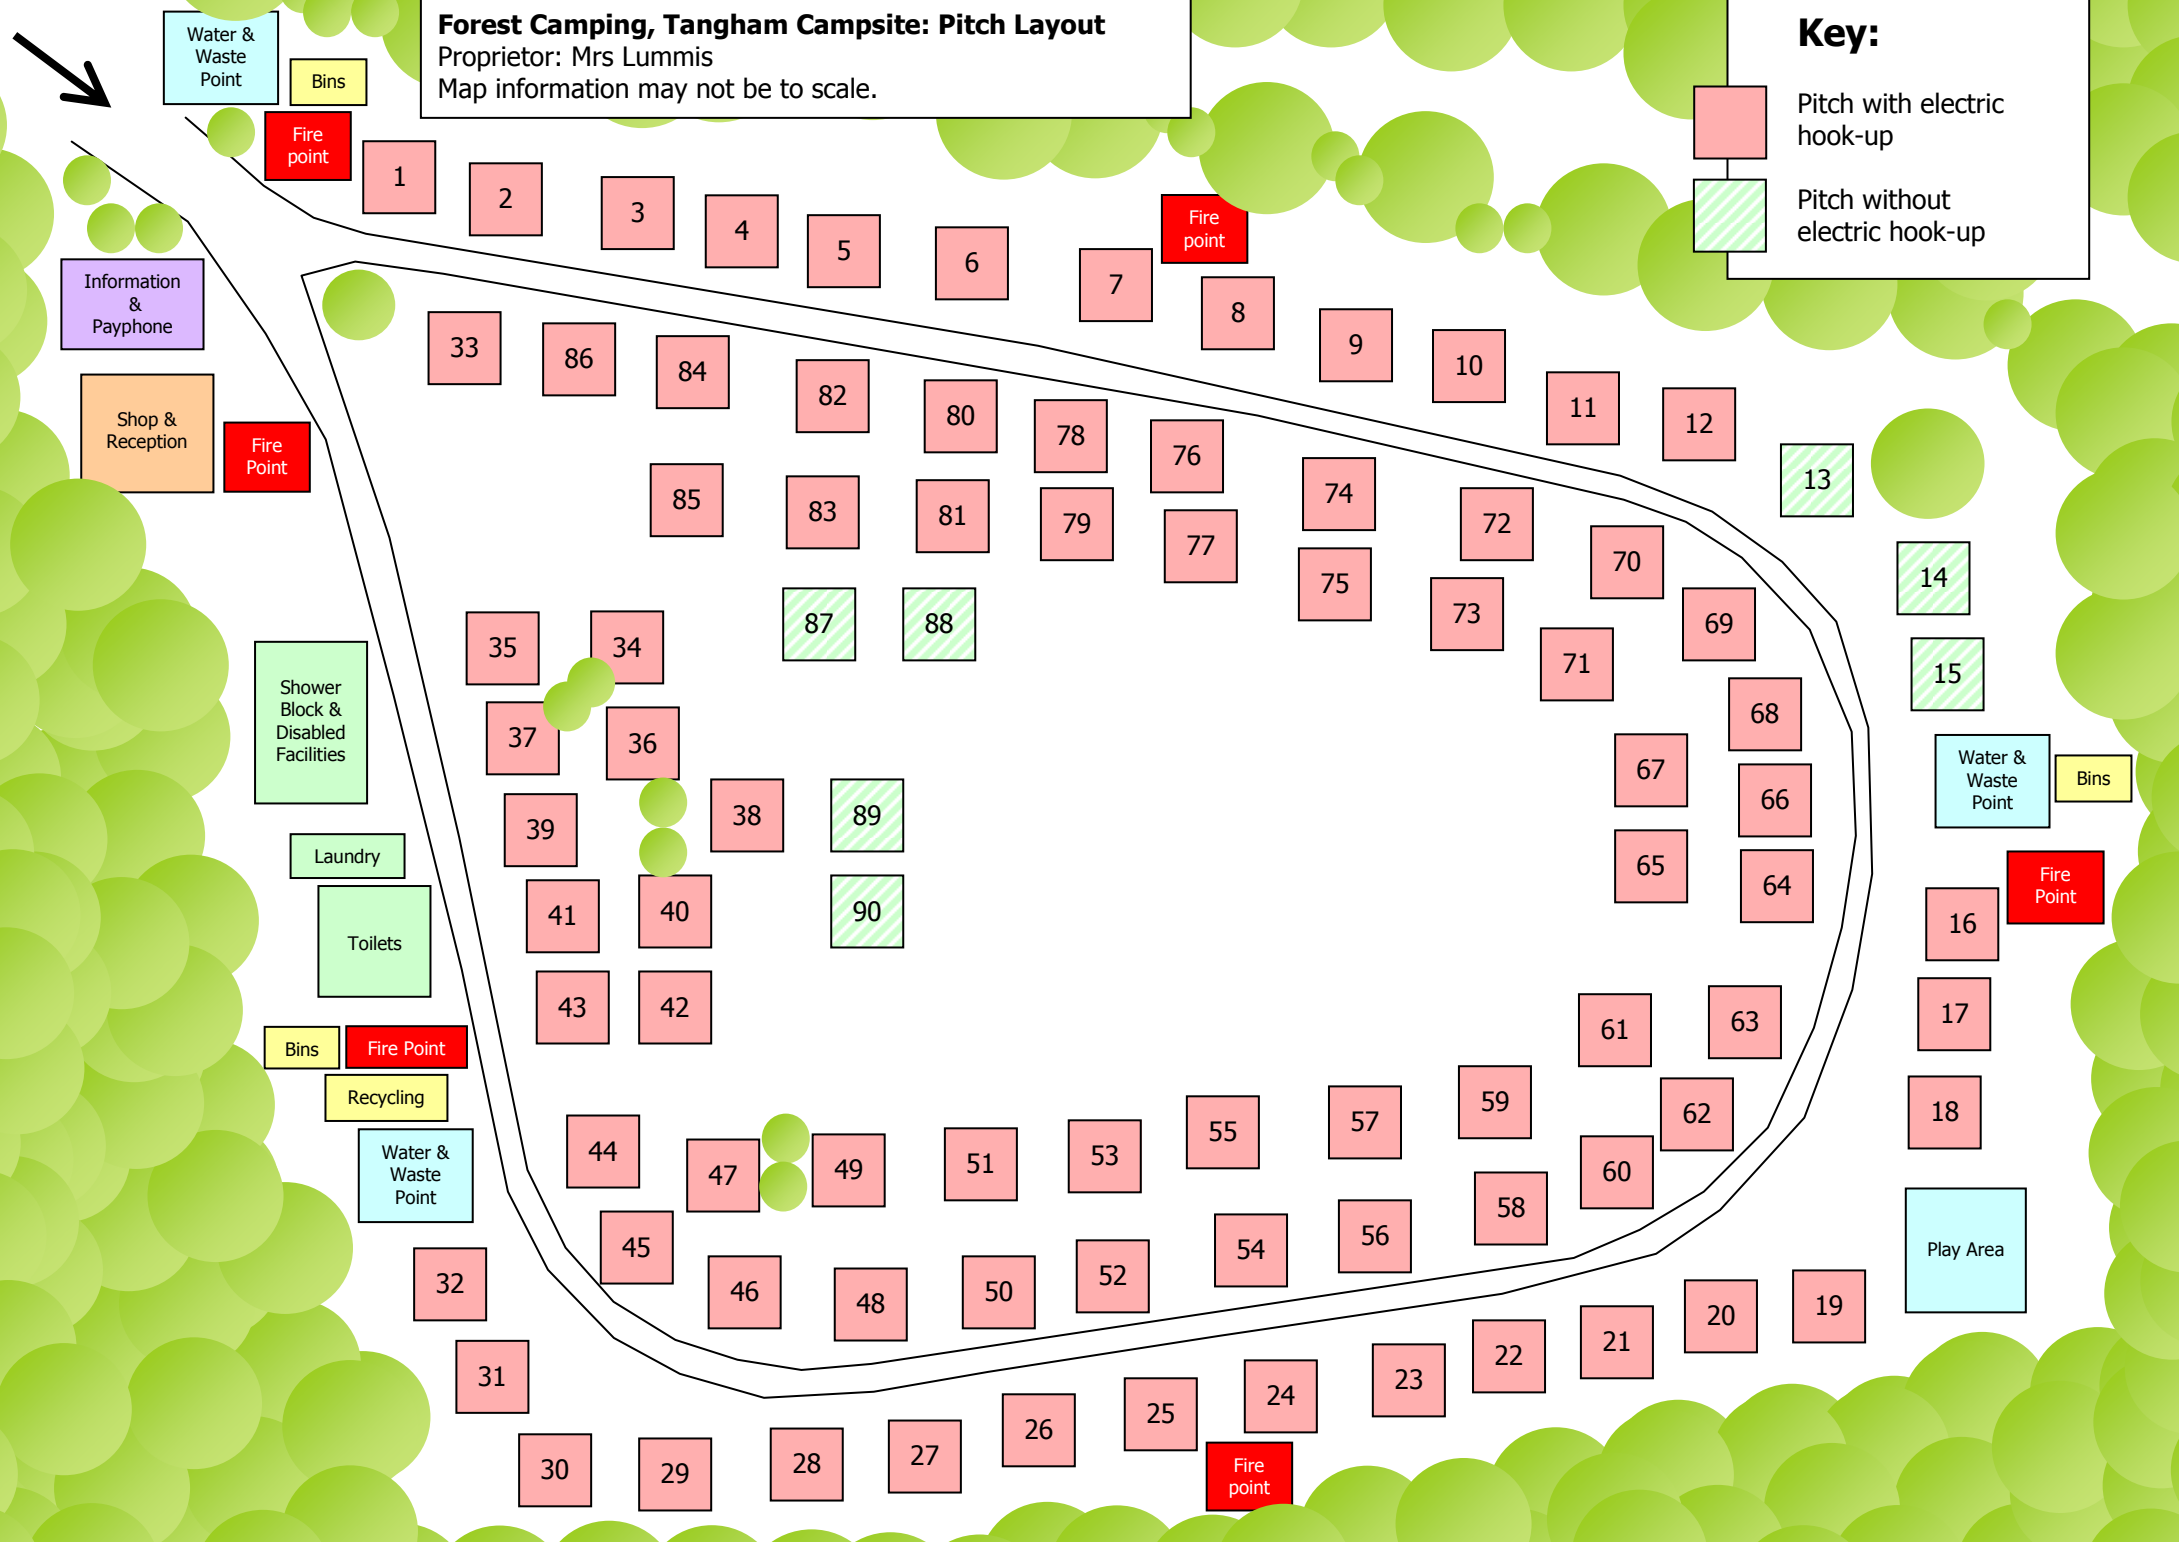 Forest Camping, Tangham Campsite: Pitch Layout
Proprietor: Mrs Lummis
Map information may not be to scale.
Key:
Pitch with electric
hook-up
Pitch without
electric hook-up
Water &
Waste
Point
Bins
Fire
point
1
2
3
4
5
6
7
Fire
point
8
9
10
11
12
13
14
15
Information
&
Payphone
Shop &
Reception
Fire
Point
33
86
84
82
80
78
76
74
72
70
69
85
83
81
79
77
75
73
71
68
87
88
35
34
37
36
67
66
39
38
89
65
64
41
40
90
43
42
61
63
Shower
Block &
Disabled
Facilities
Laundry
Toilets
Bins
Fire Point
Recycling
Water &
Waste
Point
Water &
Waste
Point
Bins
Fire
Point
16
17
18
Play Area
44
47
49
51
53
55
57
59
62
60
45
46
48
50
52
54
56
58
32
31
30
29
28
27
26
25
24
23
22
21
20
19
Fire
point